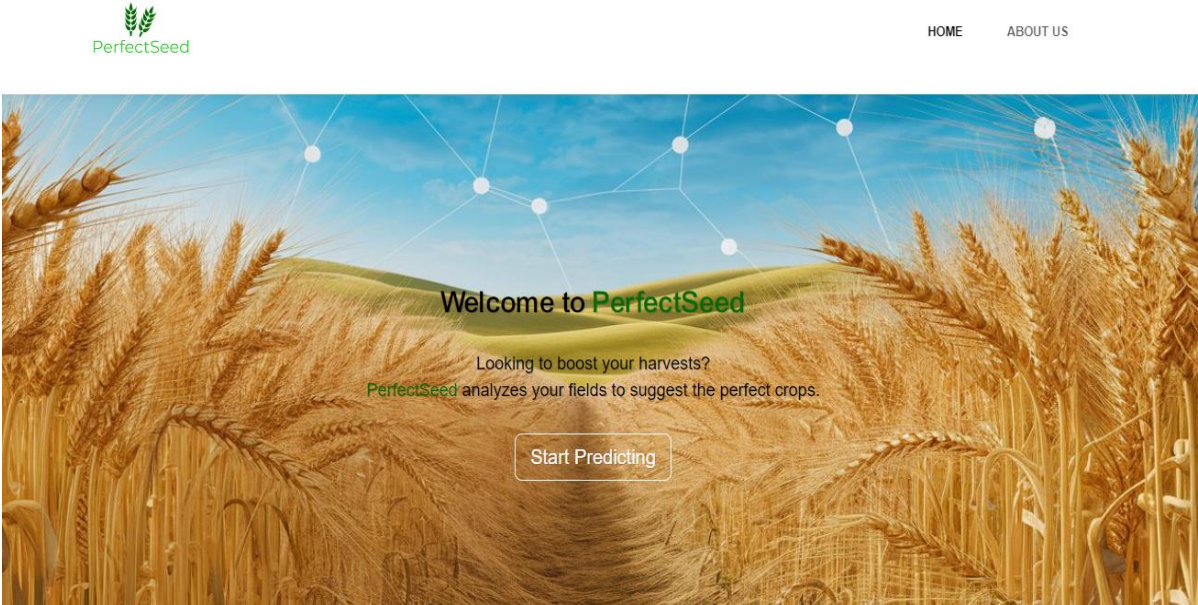 PerfectSeed
HOME
ABOUT US
Welcome to PerfectSeed
Looking to boost your harvests?
PerfectSeed analyzes your fields to suggest the perfect crops.
Start Predicting